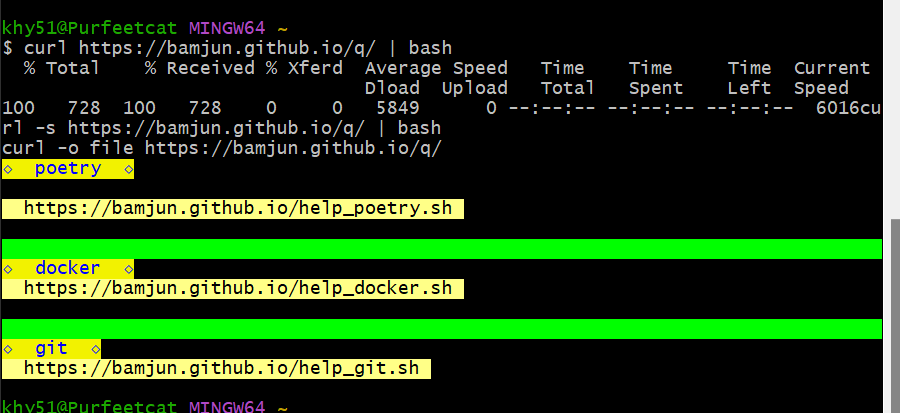 khy51@Purfeetcat MINGW64 ~
$ curl https://bamjun.github.io/q/ | bash
  % Total    % Received % Xferd  Average Speed   Time    Time     Time  Current
                                 Dload  Upload   Total   Spent    Left  Speed
100   728  100   728    0     0   5849      0 --:--:-- --:--:-- --:--:--  6016cu
rl -s https://bamjun.github.io/q/ | bash
curl -o file https://bamjun.github.io/q/
◇  poetry  ◇
  https://bamjun.github.io/help_poetry.sh
◇  docker  ◇
  https://bamjun.github.io/help_docker.sh
◇  git  ◇
  https://bamjun.github.io/help_git.sh
khy51@Purfeetcat MINGW64 ~